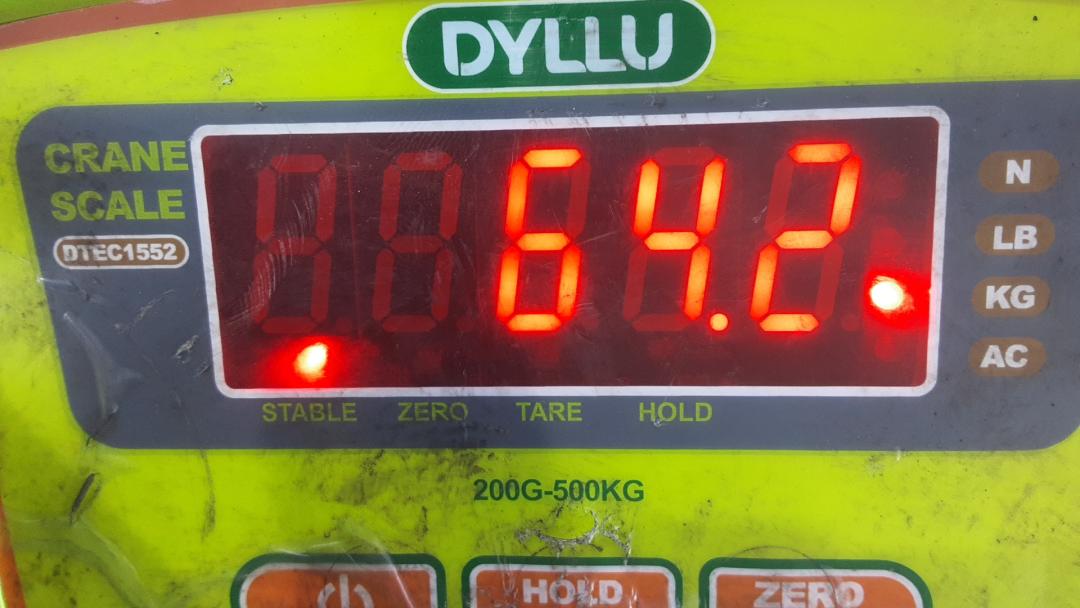 DYLLU
CRANE
SCALE
DTEC1552
64.2
N
LB
KG
AC
STABLE ZERO TARE HOLD
200G-500KG
HOLD ZERO